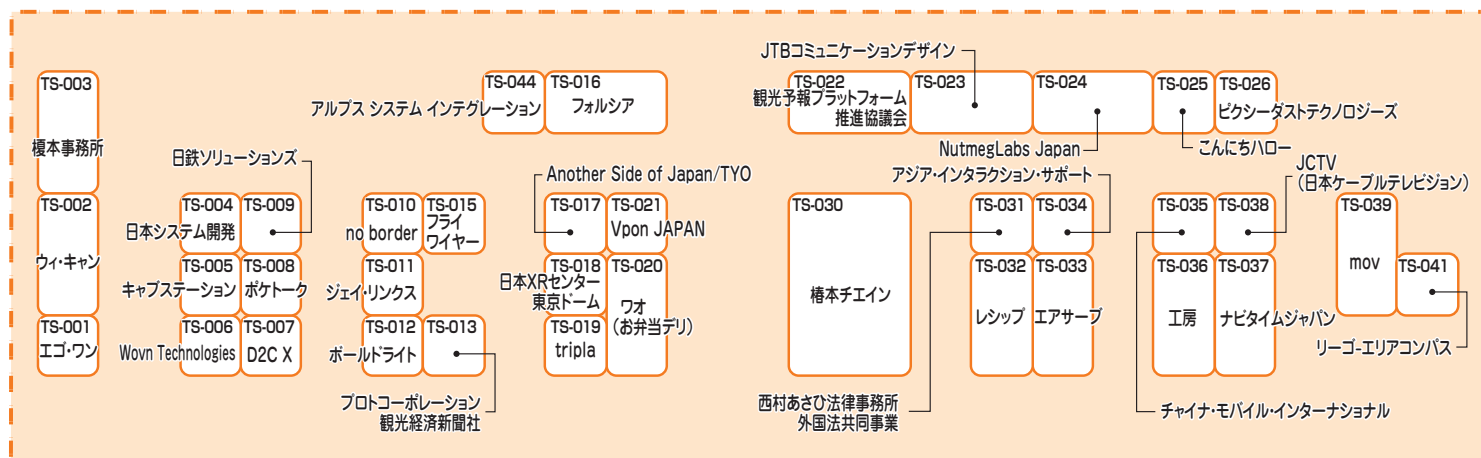 JTBコミュニケーションデザイン
TS-003
榎本事務所
TS-044
アルプス システム インテグレーション
TS-016
フォルシア
TS-022
観光予報プラットフォーム
推進協議会
TS-023
TS-024
NutmegLabs Japan
TS-025
こんにちハロー
TS-026
ピクシーダストテクノロジーズ
日鉄ソリューションズ
Another Side of Japan/TYO
アジア・インタラクション・サポート
JCTV
（日本ケーブルテレビジョン）
TS-002
ウィ・キャン
TS-004
日本システム開発
TS-009
TS-010
no border
TS-015
フライ
ワイヤー
TS-017
TS-021
Vpon JAPAN
TS-030
椿本チエイン
TS-031
TS-034
TS-035
TS-038
TS-039
mov
TS-005
キャプステーション
TS-008
ポケトーク
TS-011
ジェイ・リンクス
TS-018
日本XRセンター
東京ドーム
TS-020
ワオ
（お弁当デリ）
TS-032
レシップ
TS-033
エアサーブ
TS-036
工房
TS-037
ナビタイムジャパン
TS-041
リーゴ-エリアコンパス
TS-001
エゴ・ワン
TS-006
Wovn Technologies
TS-007
D2C X
TS-012
ボールドライト
TS-013
TS-019
tripla
プロトコーポレーション
観光経済新聞社
西村あさひ法律事務所
外国法共同事業
チャイナ・モバイル・インターナショナル